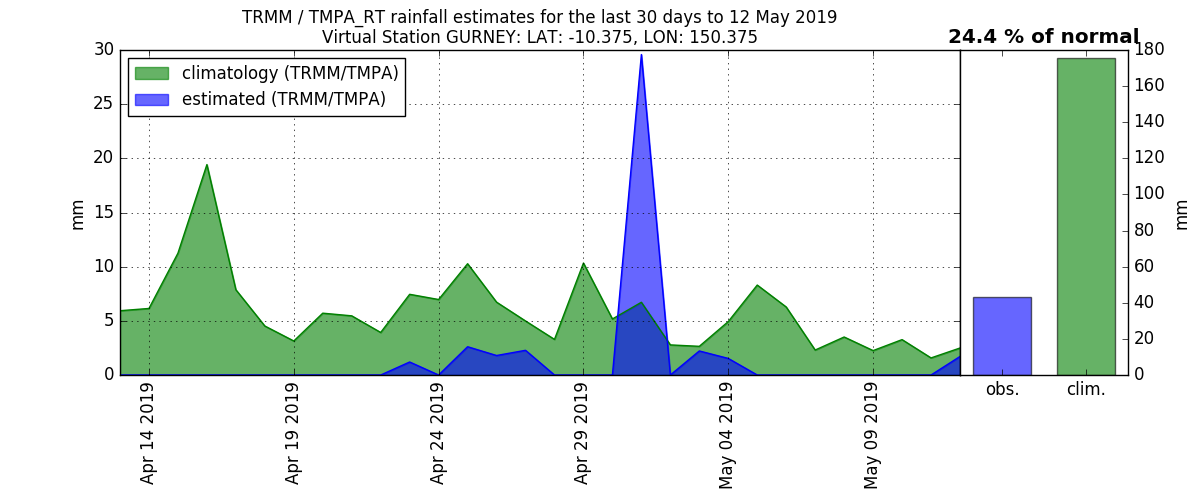 TRMM / TMPA_RT rainfall estimates for the last 30 days to 12 May 2019
Virtual Station GURNEY: LAT: -10.375, LON: 150.375
24.4 % of normal
climatology (TRMM/TMPA)
estimated (TRMM/TMPA)
mm
30
25
20
15
10
5
0
Apr 14 2019
Apr 19 2019
Apr 24 2019
Apr 29 2019
May 04 2019
May 09 2019
obs.
clim.
180
160
140
120
100
80
60
40
20
0
mm